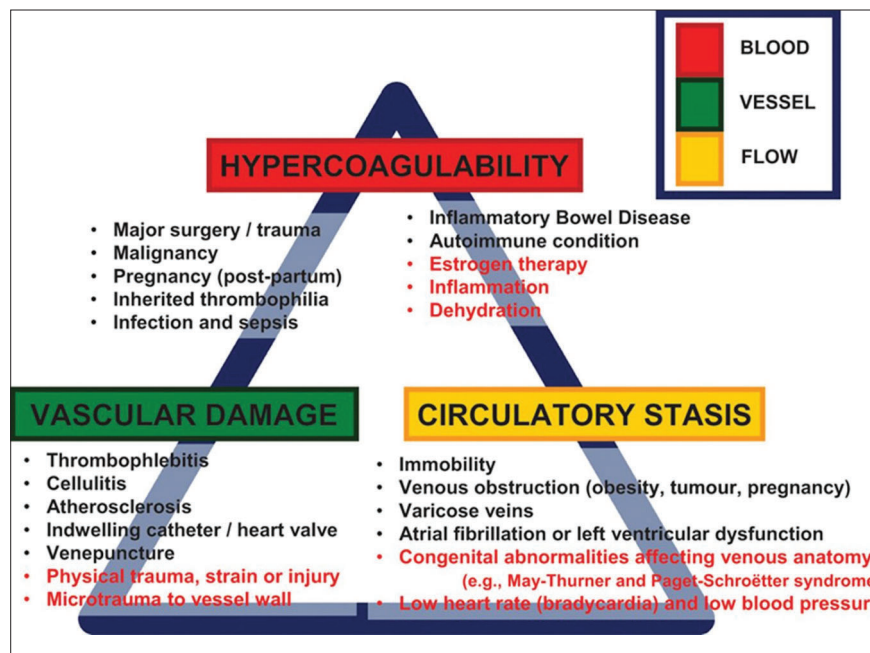 BLOOD
VESSEL
FLOW
HYPERCOAGULABILITY
• Major surgery / trauma
• Malignancy
• Pregnancy (post-partum)
• Inherited thrombophilia
• Infection and sepsis
• Inflammatory Bowel Disease
• Autoimmune condition
• Estrogen therapy
• Inflammation
• Dehydration
VASCULAR DAMAGE
• Thrombophlebitis
• Cellulitis
• Atherosclerosis
• Indwelling catheter / heart valve
• Venepuncture
• Physical trauma, strain or injury
• Microtrauma to vessel wall
CIRCULATORY STASIS
• Immobility
• Venous obstruction (obesity, tumour, pregnancy)
• Varicose veins
• Atrial fibrillation or left ventricular dysfunction
• Congenital abnormalities affecting venous anatomy
(e.g., May-Thurner and Paget-Schroëtter syndrome
• Low heart rate (bradycardia) and low blood pressur